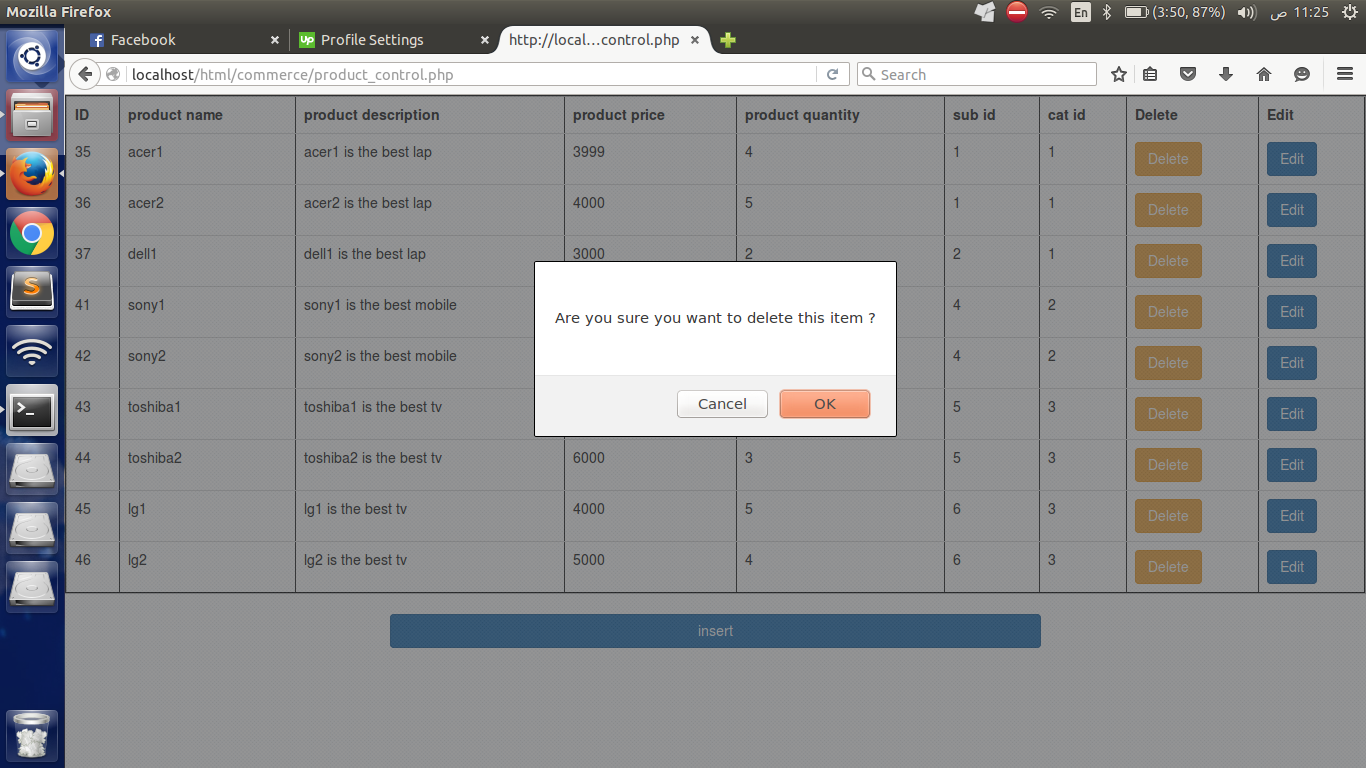 Mozilla Firefox En (3:50, 87%) 11:25 ص
Facebook Profile Settings http://local...control.php
localhost/html/commerce/product_control.php Search
ID product name product description product price product quantity sub id cat id Delete Edit
35 acer1 acer1 is the best lap 3999 4 1 1 Delete Edit
36 acer2 acer2 is the best lap 4000 5 1 1 Delete Edit
37 dell1 dell1 is the best lap 3000 2 2 1 Delete Edit
41 sony1 sony1 is the best mobile 4 2 Delete Edit
42 sony2 sony2 is the best mobile 4 2 Delete Edit
43 toshiba1 toshiba1 is the best tv 5 3 Delete Edit
44 toshiba2 toshiba2 is the best tv 6000 3 5 3 Delete Edit
45 lg1 lg1 is the best tv 4000 5 6 3 Delete Edit
46 lg2 lg2 is the best tv 5000 4 6 3 Delete Edit
Are you sure you want to delete this item ?
Cancel OK
insert